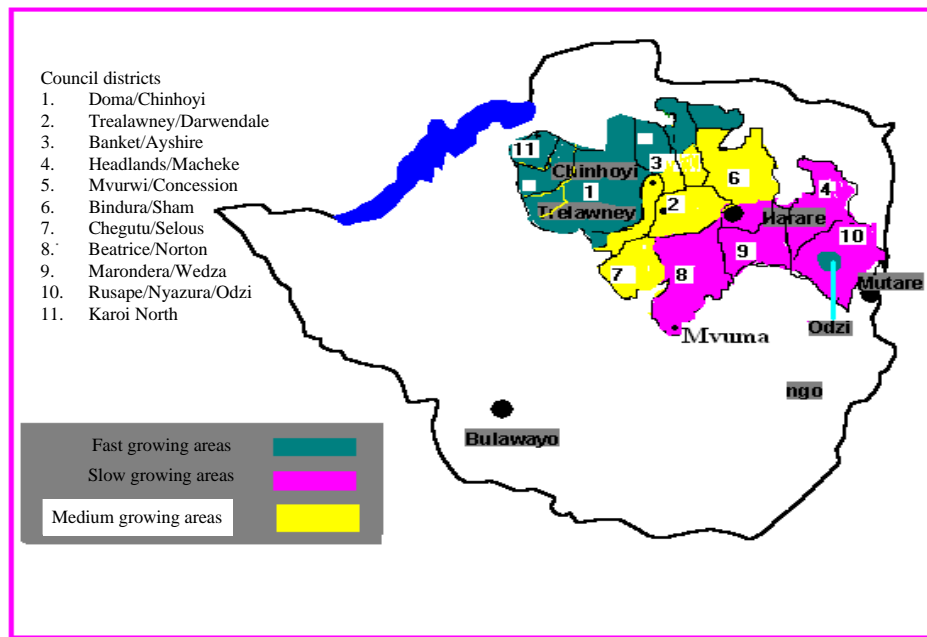 Council districts
1. Doma/Chinhoyi
2. Trealawney/Darwendale
3. Banket/Ayshire
4. Headlands/Macheke
5. Mvurwi/Concession
6. Bindura/Sham
7. Chegutu/Selous
8. Beatrice/Norton
9. Marondera/Wedza
10. Rusape/Nyazura/Odzi
11. Karoi North
11
3
Chinhoyi
1
6
4
Trelawney
2
Harare
10
7
8
9
Mutare
Odzi
Mvuma
ngo
Bulawayo
Fast growing areas
Slow growing areas
Medium growing areas